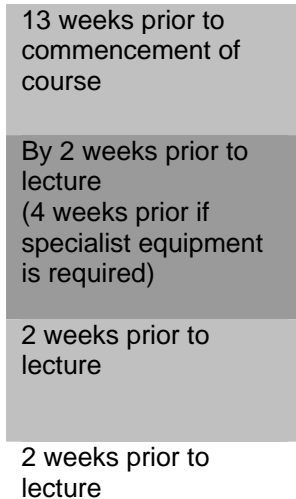 13 weeks prior to
commencement of
course
By 2 weeks prior to
lecture
(4 weeks prior if
specialist equipment
is required)
2 weeks prior to
lecture
2 weeks prior to
lecture